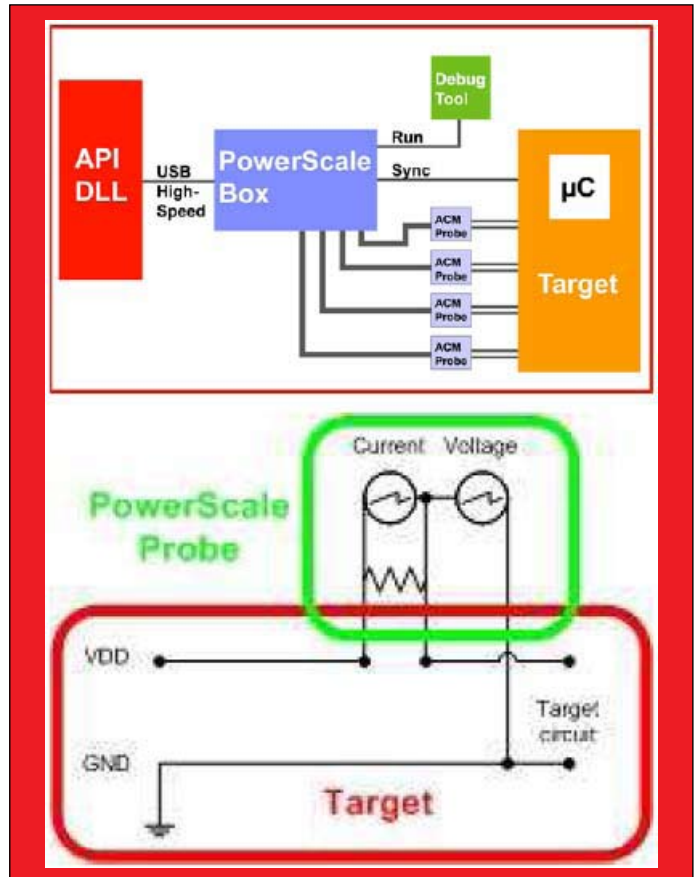 Debug
Tool
API
DLL
USB
High-
Speed
PowerScale
Box
Run
Sync
µC
Target
ACM
Probe
ACM
Probe
ACM
Probe
ACM
Probe
Current Voltage
PowerScale
Probe
VDD
Target
circuit
GND
Target